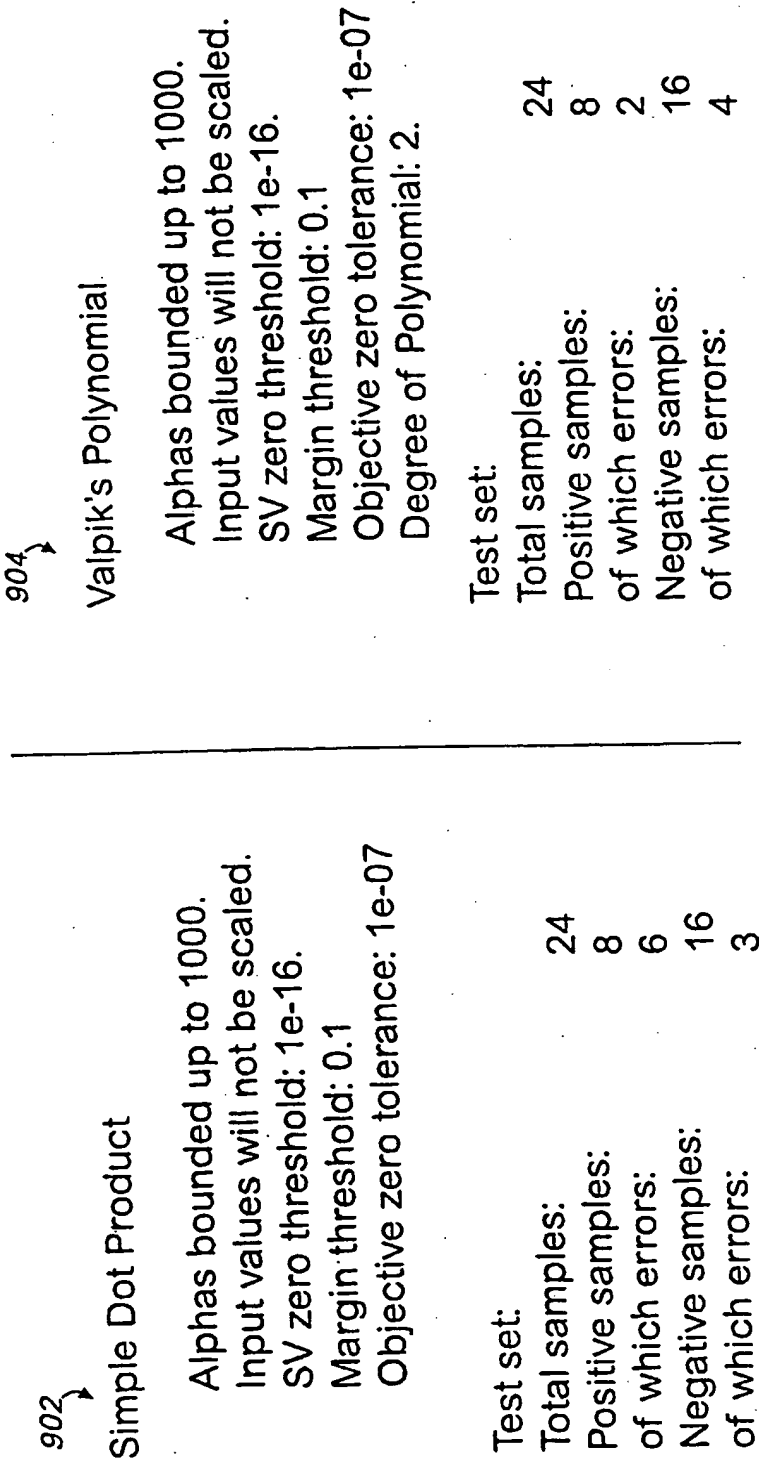 902
Simple Dot Product
Alphas bounded up to 1000.
Input values will not be scaled.
SV zero threshold: 1e-16.
Margin threshold: 0.1
Objective zero tolerance: 1e-07
Test set:
Total samples: 24
Positive samples: 8
of which errors: 6
Negative samples: 16
of which errors: 3
904
Valpik's Polynomial
Alphas bounded up to 1000.
Input values will not be scaled.
SV zero threshold: 1e-16.
Margin threshold: 0.1
Objective zero tolerance: 1e-07
Degree of Polynomial: 2.
Test set:
Total samples: 24
Positive samples: 8
of which errors: 2
Negative samples: 16
of which errors: 4